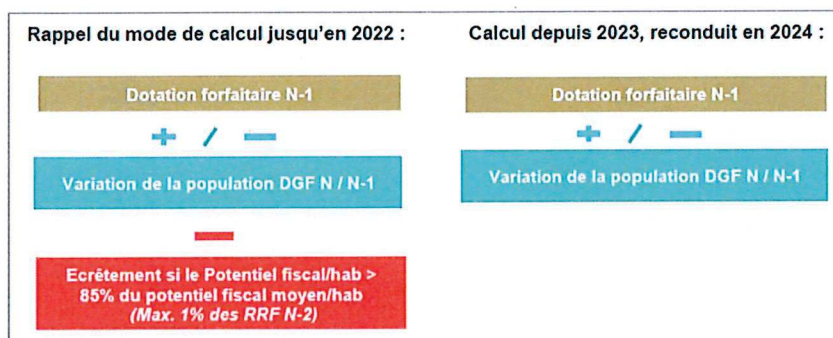 Rappel du mode de calcul jusqu'en 2022 :
Dotation forfaitaire N-1
+ / −
Variation de la population DGF N / N-1
−
Ecrêtement si le Potentiel fiscal/hab >
85% du potentiel fiscal moyen/hab
(Max. 1% des RRF N-2)
Calcul depuis 2023, reconduit en 2024 :
Dotation forfaitaire N-1
+ / −
Variation de la population DGF N / N-1